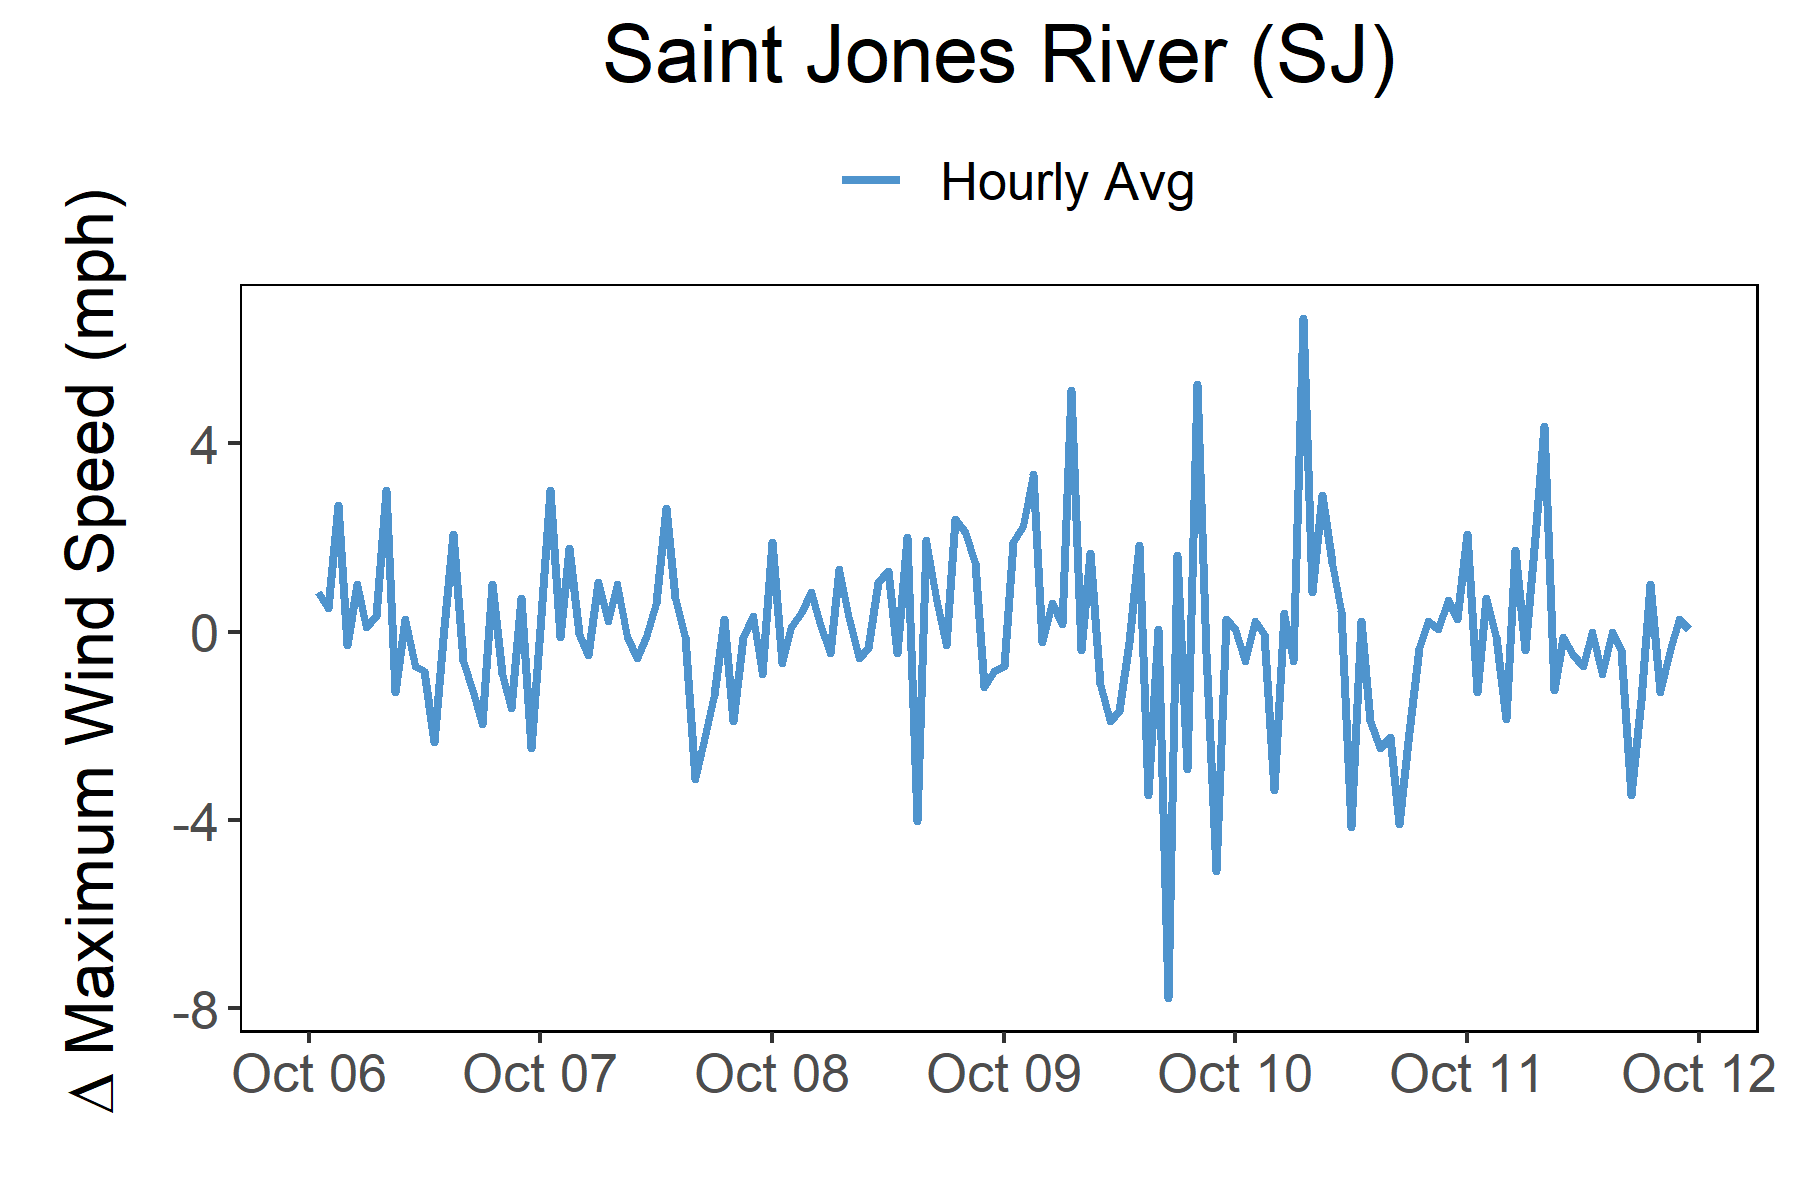 Saint Jones River (SJ)
Hourly Avg
Δ Maximum Wind Speed (mph)
4
0
-4
-8
Oct 06
Oct 07
Oct 08
Oct 09
Oct 10
Oct 11
Oct 12